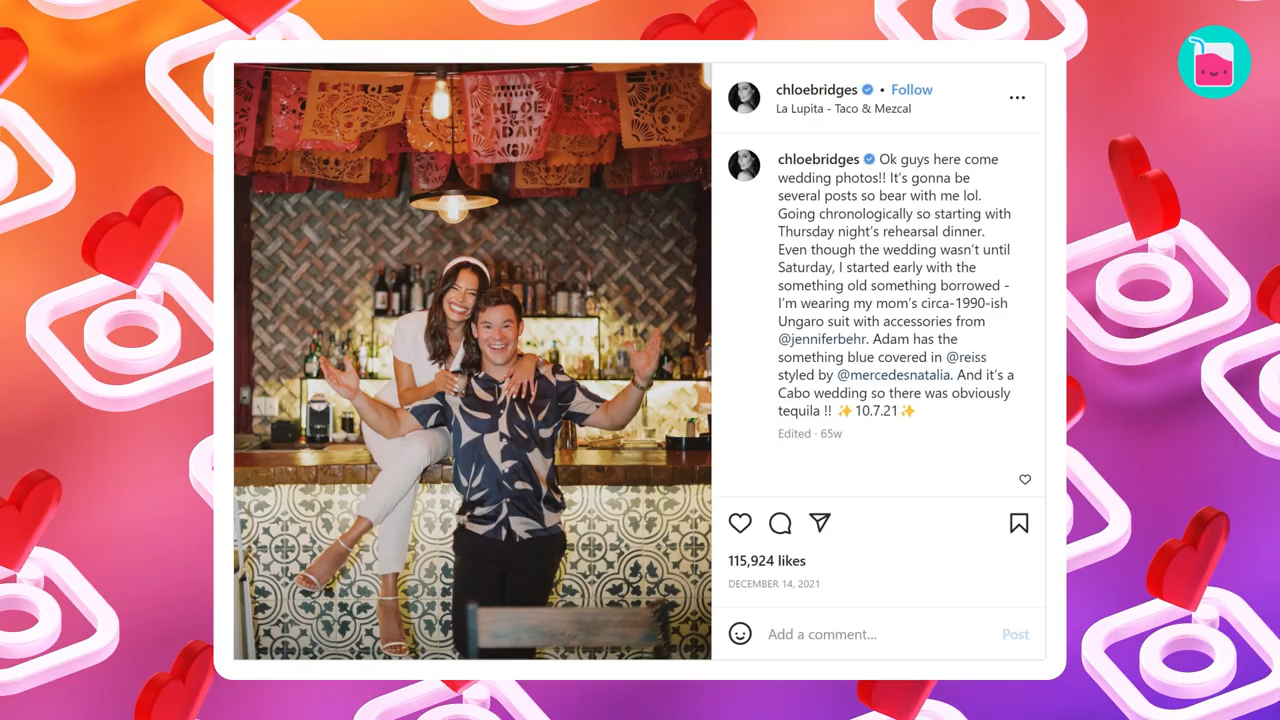 CHLOE
ADAM
chloebridges • Follow
La Lupita - Taco & Mezcal
chloebridges Ok guys here come
wedding photos!! It's gonna be
several posts so bear with me lol.
Going chronologically so starting with
Thursday night's rehearsal dinner.
Even though the wedding wasn't until
Saturday, I started early with the
something old something borrowed -
I'm wearing my mom's circa-1990-ish
Ungaro suit with accessories from
@jenniferbehr. Adam has the
something blue covered in @reiss
styled by @mercedesnatalia. And it's a
Cabo wedding so there was obviously
tequila !! ✨10.7.21✨
Edited · 65w
115,924 likes
DECEMBER 14, 2021
Add a comment...
Post